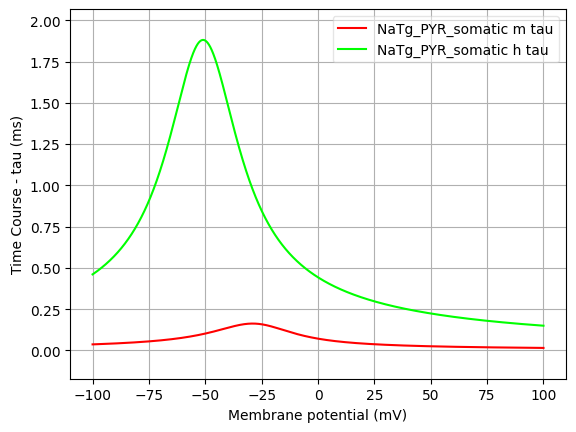 NaTg_PYR_somatic m tau
NaTg_PYR_somatic h tau
Time Course - tau (ms)
2.00
1.75
1.50
1.25
1.00
0.75
0.50
0.25
0.00
−100 −75 −50 −25 0 25 50 75 100
Membrane potential (mV)